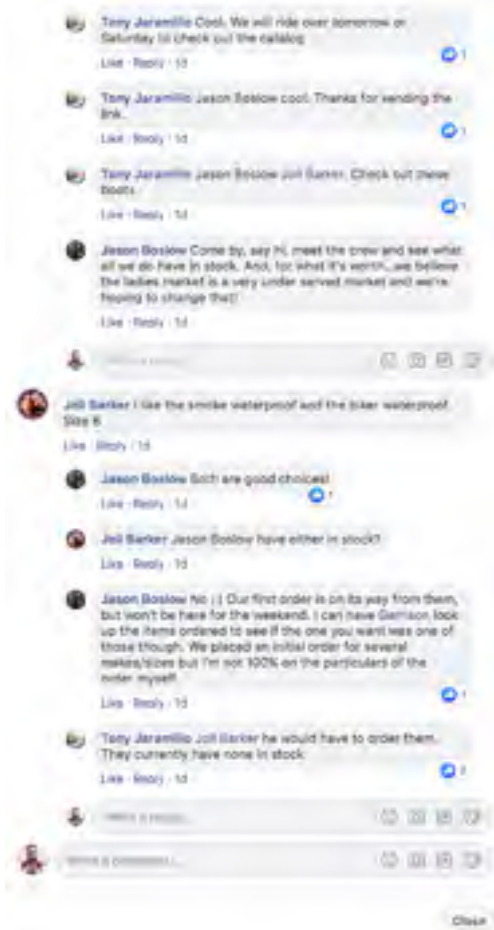 Tony Jaramillo Cool. We will ride over tomorrow or
Saturday to check out the catalog
1
Like · Reply · 1d
Tony Jaramillo Jason Boslow cool. Thanks for sending the
link.
1
Like · Reply · 1d
Tony Jaramillo Jason Boslow Joli Barker. Check out these
boots
1
Like · Reply · 1d
Jason Boslow Come by, say hi, meet the crew and see what
all we do have in stock. And, for what it's worth...we believe
the ladies market is a very under served market and we're
hoping to change that!
Like · Reply · 1d
Joli Barker I like the smoke waterproof and the biker waterproof.
Size 6
Like · Reply · 1d
Jason Boslow Both are good choices!
1
Like · Reply · 1d
Joli Barker Jason Boslow have either in stock?
Like · Reply · 1d
Jason Boslow No :( Our first order is on its way from them,
but won't be here for the weekend. I can have Garrison look
up the items ordered to see if the one you want was one of
those though. We placed an initial order for several
makes/sizes but I'm not 100% on the particulars of the
order myself.
1
Like · Reply · 1d
Tony Jaramillo Joli Barker he would have to order them.
They currently have none in stock
Like · Reply · 1d
Write a reply...
Write a comment...
Close